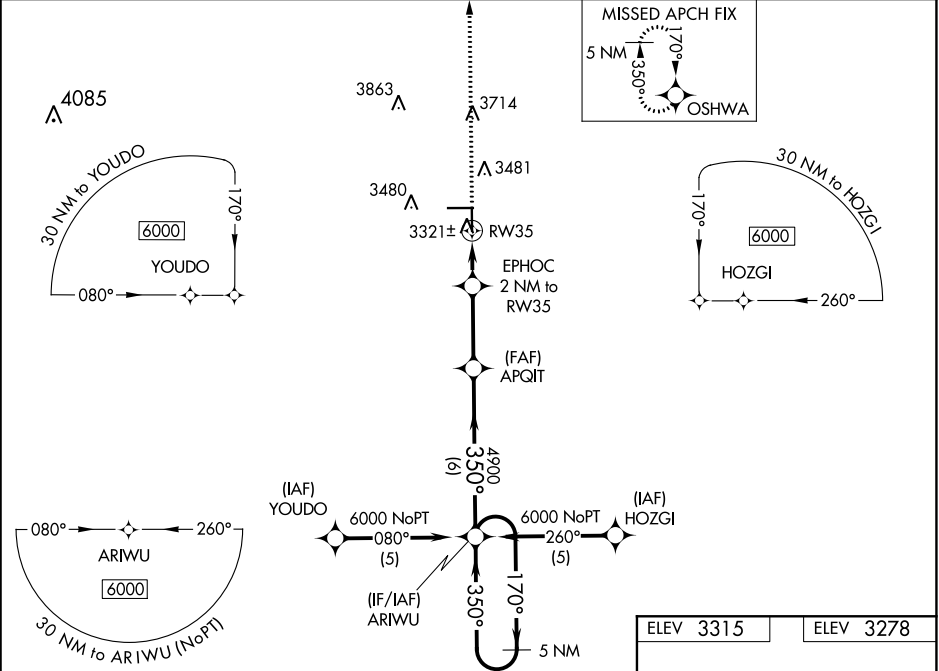 MISSED APCH FIX
5 NM
350°
170°
OSHWA
4085
3863
3714
3481
3480
3321±
RW35
30 NM to YOUDO
170°
6000
YOUDO
080°
30 NM to HOZGI
170°
6000
HOZGI
260°
EPHOC
2 NM to
RW35
(FAF)
APQIT
4900
350°
(6)
(IAF)
YOUDO
6000 NoPT
080°
(5)
(IAF)
HOZGI
6000 NoPT
260°
(5)
(IF/IAF)
ARIWU
350°
170°
5 NM
080°
260°
ARIWU
6000
30 NM to ARIWU (NoPT)
ELEV 3315
ELEV 3278